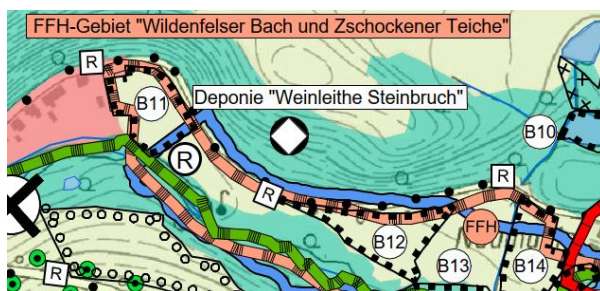 FFH-Gebiet "Wildenfelser Bach und Zschockener Teiche"
R
B11
Deponie "Weinleithe Steinbruch"
B10
R
R
R
B12
FFH
B13
B14
R